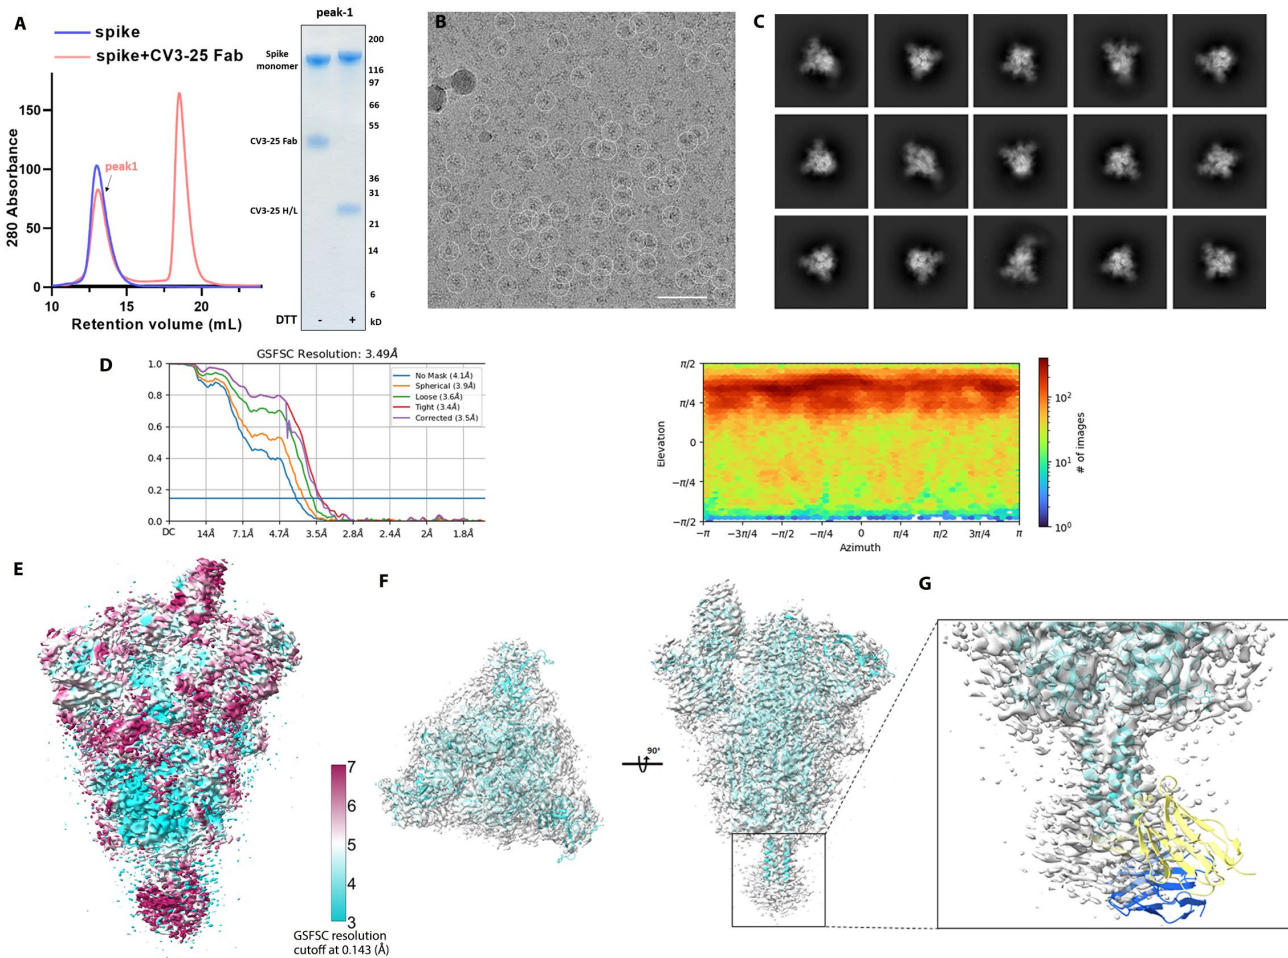 A
spike
spike+CV3-25 Fab
280 Absorbance
150
100
50
0
peak1
10
15
20
Retention volume (mL)
peak-1
Spike
monomer
CV3-25 Fab
CV3-25 H/L
200
116
97
66
55
36
31
21
14
6
DTT - + kD
B
C
D
GSFSC Resolution: 3.49Å
1.0
0.8
0.6
0.4
0.2
0.0
No Mask (4.1Å)
Spherical (3.9Å)
Loose (3.6Å)
Tight (3.4Å)
Corrected (3.5Å)
DC 14Å 7.1Å 4.7Å 3.5Å 2.8Å 2.4Å 2Å 1.8Å
Elevation
π/2
π/4
0
−π/4
−π/2
−π −3π/4 −π/2 −π/4 0 π/4 π/2 3π/4 π
Azimuth
10²
10¹
10⁰
# of images
E
7
6
5
4
3
GSFSC resolution
cutoff at 0.143 (Å)
F
90°
G